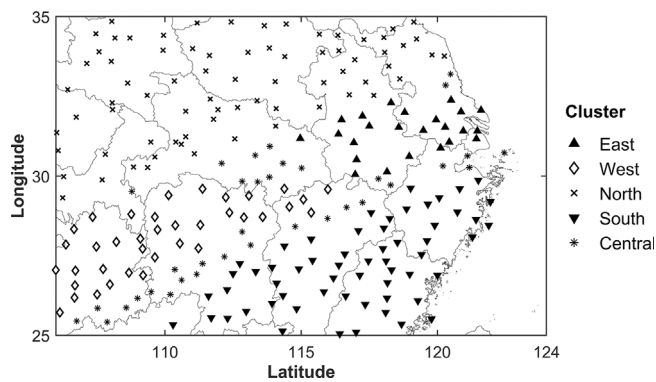 35
30
25
Longitude
110
115
120
124
Latitude
Cluster
East
West
North
South
Central